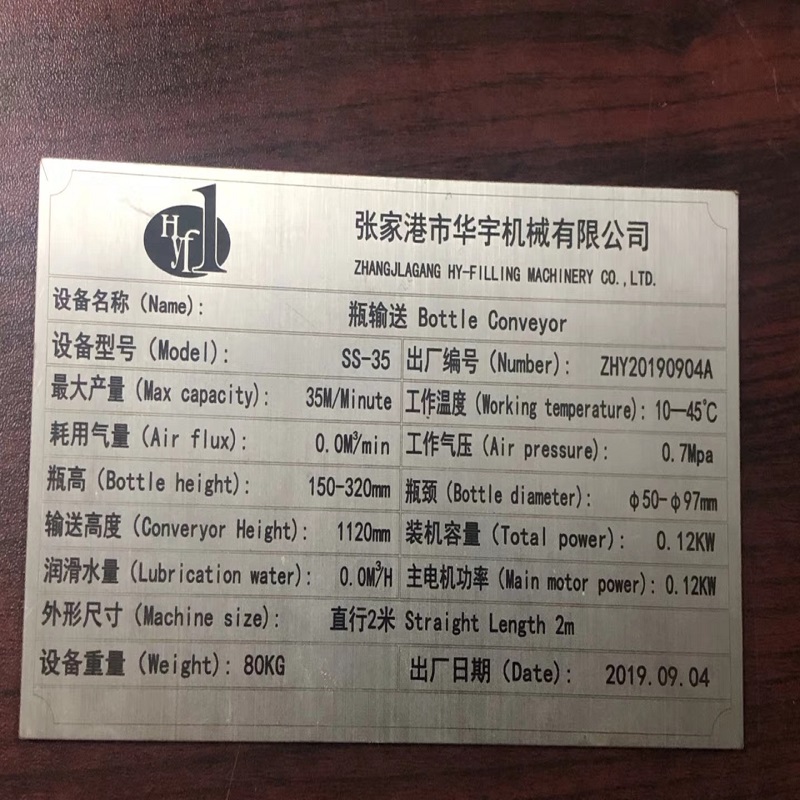 Hyf1
张家港市华宇机械有限公司
ZHANGJLAGANG HY-FILLING MACHINERY CO.,LTD.
设备名称 (Name): 瓶输送 Bottle Conveyor
设备型号 (Model): SS-35 出厂编号 (Number): ZHY20190904A
最大产量 (Max capacity): 35M/Minute 工作温度 (Working temperature): 10—45℃
耗用气量 (Air flux): 0.0M³/min 工作气压 (Air pressure): 0.7Mpa
瓶高 (Bottle height): 150-320mm 瓶颈 (Bottle diameter): φ50-φ97mm
输送高度 (Converyor Height): 1120mm 装机容量 (Total power): 0.12KW
润滑水量 (Lubrication water): 0.0M³/H 主电机功率 (Main motor power): 0.12KW
外形尺寸 (Machine size): 直行2米 Straight Length 2m
设备重量 (Weight): 80KG 出厂日期 (Date): 2019.09.04